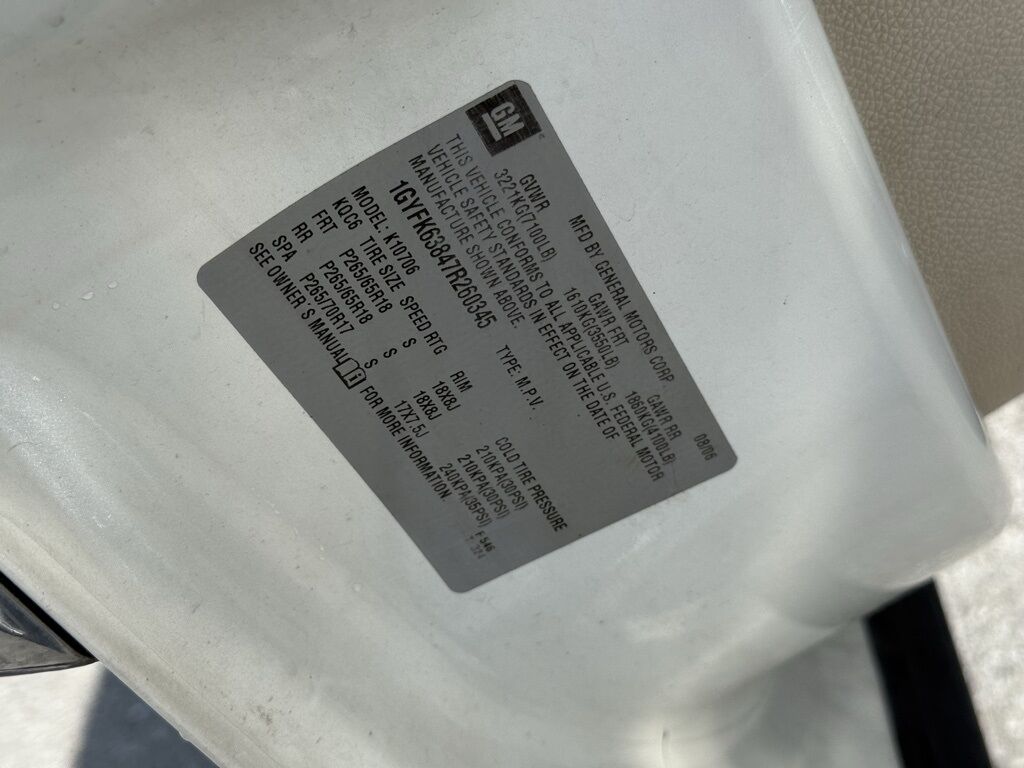 GM
MFD BY GENERAL MOTORS CORP 08/06
GVWR GAWR FRT GAWR RR
3221KG(7100LB) 1610KG(3550LB) 1860KG(4100LB)
THIS VEHICLE CONFORMS TO ALL APPLICABLE U.S. FEDERAL MOTOR
VEHICLE SAFETY STANDARDS IN EFFECT ON THE DATE OF
MANUFACTURE SHOWN ABOVE.
1GYFK63847R260345 TYPE: M.P.V.
MODEL: K10706
KQC6 TIRE SIZE SPEED RTG RIM COLD TIRE PRESSURE
FRT P265/65R18 S 18X8J 210KPA(30PSI)
RR P265/65R18 S 18X8J 210KPA(30PSI)
SPA P265/70R17 S 17X7.5J 240KPA(35PSI)
SEE OWNER'S MANUAL FOR MORE INFORMATION F S46